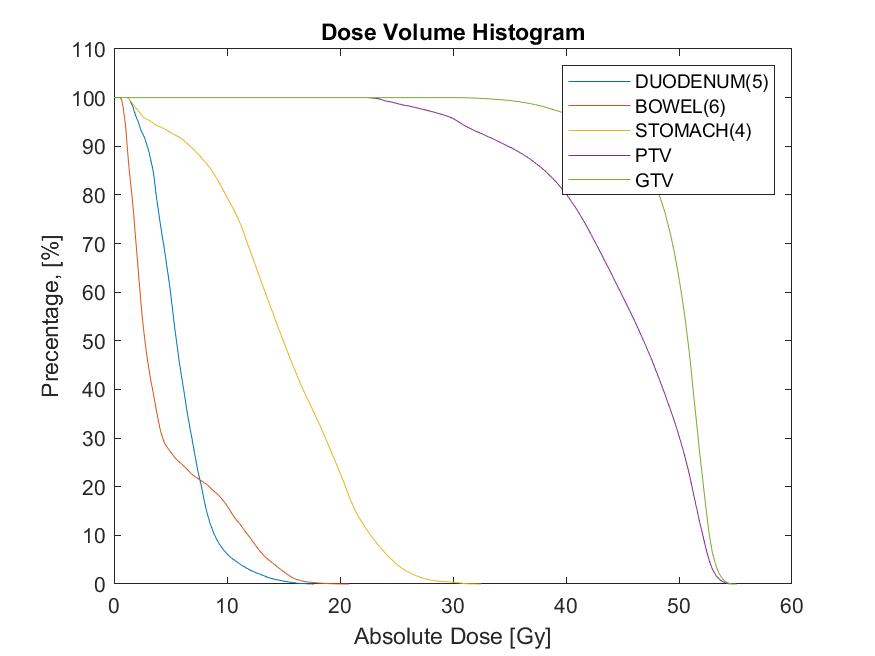 Dose Volume Histogram
110
100
90
80
70
60
50
40
30
20
10
0
Precentage, [%]
DUODENUM(5)
BOWEL(6)
STOMACH(4)
PTV
GTV
0 10 20 30 40 50 60
Absolute Dose [Gy]